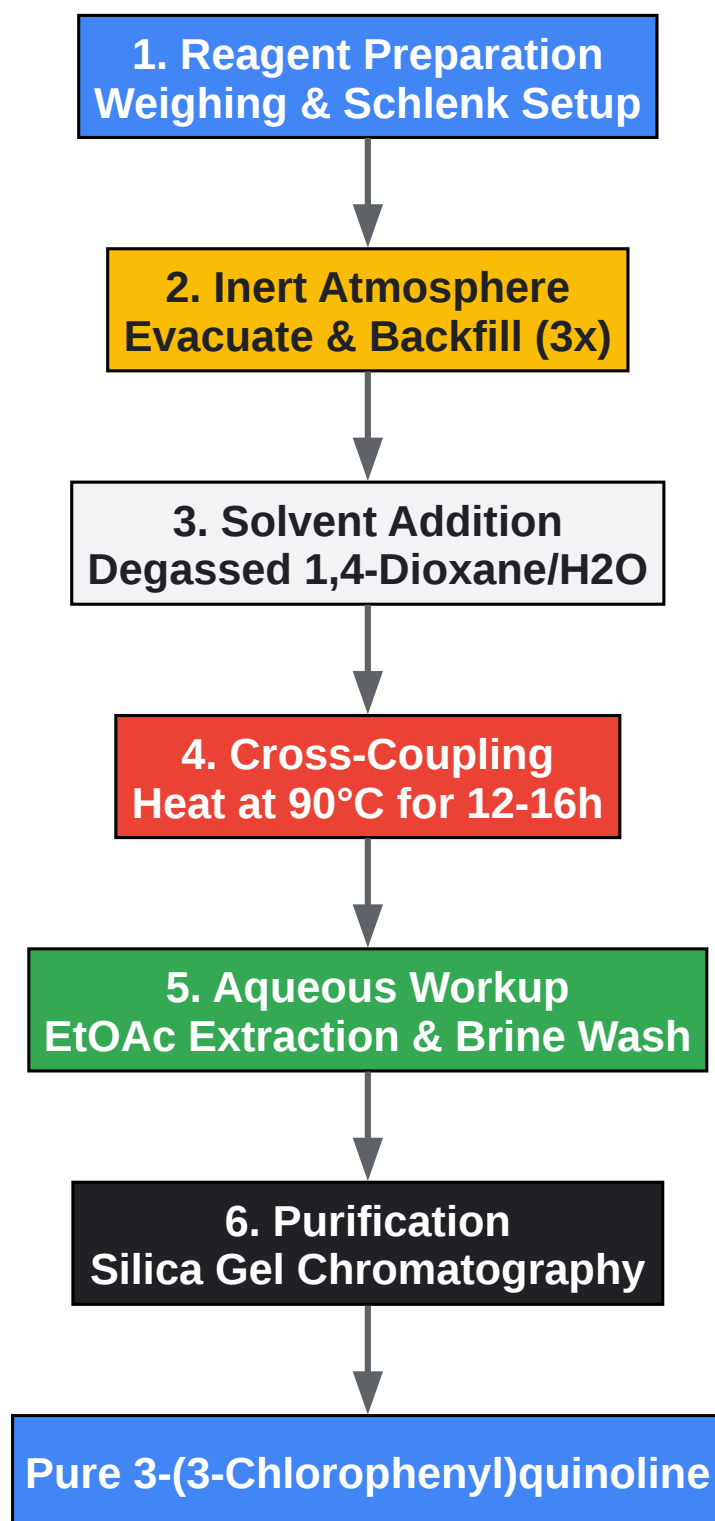 1. Reagent Preparation
Weighing & Schlenk Setup
2. Inert Atmosphere
Evacuate & Backfill (3x)
3. Solvent Addition
Degassed 1,4-Dioxane/H2O
4. Cross-Coupling
Heat at 90°C for 12-16h
5. Aqueous Workup
EtOAc Extraction & Brine Wash
6. Purification
Silica Gel Chromatography
Pure 3-(3-Chlorophenyl)quinoline